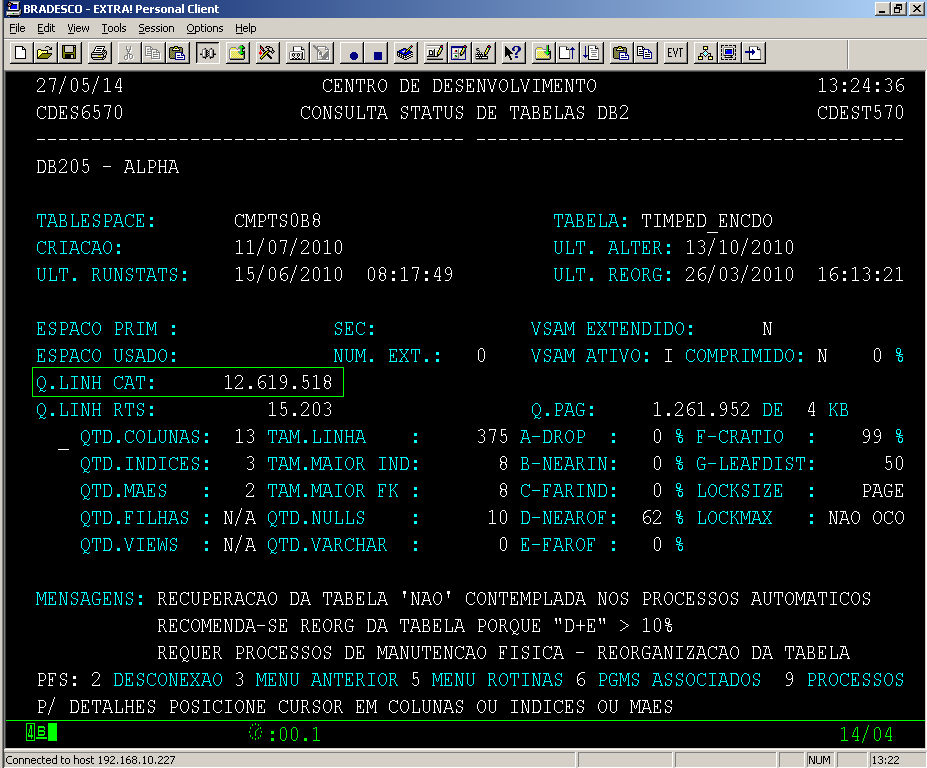 BRADESCO - EXTRA! Personal Client
File Edit View Tools Session Options Help
EVT
27/05/14 CENTRO DE DESENVOLVIMENTO 13:24:36
CDES6570 CONSULTA STATUS DE TABELAS DB2 CDEST570
---------------------------------------- ---------------------------------------
DB205 - ALPHA
TABLESPACE: CMPTS0B8 TABELA: TIMPED_ENCDO
CRIACAO: 11/07/2010 ULT. ALTER: 13/10/2010
ULT. RUNSTATS: 15/06/2010 08:17:49 ULT. REORG: 26/03/2010 16:13:21
ESPACO PRIM : SEC: VSAM EXTENDIDO: N
ESPACO USADO: NUM. EXT.: 0 VSAM ATIVO: I COMPRIMIDO: N 0 %
Q.LINH CAT: 12.619.518
Q.LINH RTS: 15.203 Q.PAG: 1.261.952 DE 4 KB
_ QTD.COLUNAS: 13 TAM.LINHA : 375 A-DROP : 0 % F-CRATIO : 99 %
QTD.INDICES: 3 TAM.MAIOR IND: 8 B-NEARIN: 0 % G-LEAFDIST: 50
QTD.MAES : 2 TAM.MAIOR FK : 8 C-FARIND: 0 % LOCKSIZE : PAGE
QTD.FILHAS : N/A QTD.NULLS : 10 D-NEAROF: 62 % LOCKMAX : NAO OCO
QTD.VIEWS : N/A QTD.VARCHAR : 0 E-FAROF : 0 %
MENSAGENS: RECUPERACAO DA TABELA 'NAO' CONTEMPLADA NOS PROCESSOS AUTOMATICOS
RECOMENDA-SE REORG DA TABELA PORQUE "D+E" > 10%
REQUER PROCESSOS DE MANUTENCAO FISICA - REORGANIZACAO DA TABELA
PFS: 2 DESCONEXAO 3 MENU ANTERIOR 5 MENU ROTINAS 6 PGMS ASSOCIADOS 9 PROCESSOS
P/ DETALHES POSICIONE CURSOR EM COLUNAS OU INDICES OU MAES
4B :00.1 14/04
Connected to host 192.168.10.227 NUM 13:22